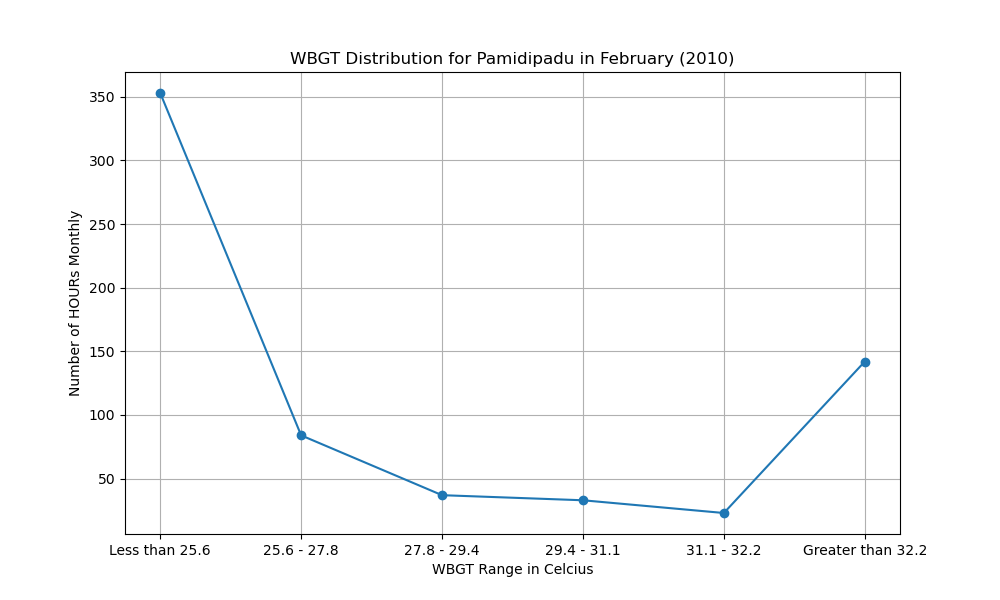 WBGT Distribution for Pamidipadu in February (2010)
Number of HOURs Monthly
350
300
250
200
150
100
50
Less than 25.6
25.6 - 27.8
27.8 - 29.4
29.4 - 31.1
31.1 - 32.2
Greater than 32.2
WBGT Range in Celcius